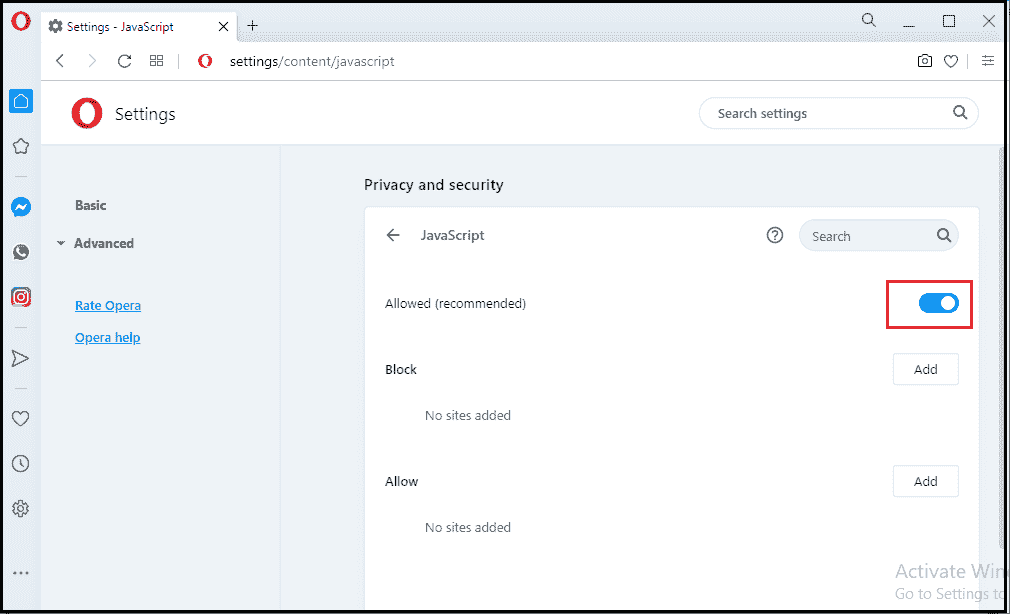 Settings - JavaScript
settings/content/javascript
Settings
Search settings
Basic
Advanced
Rate Opera
Opera help
Privacy and security
JavaScript
Search
Allowed (recommended)
Block
Add
No sites added
Allow
Add
No sites added
Activate Win
Go to Settings to